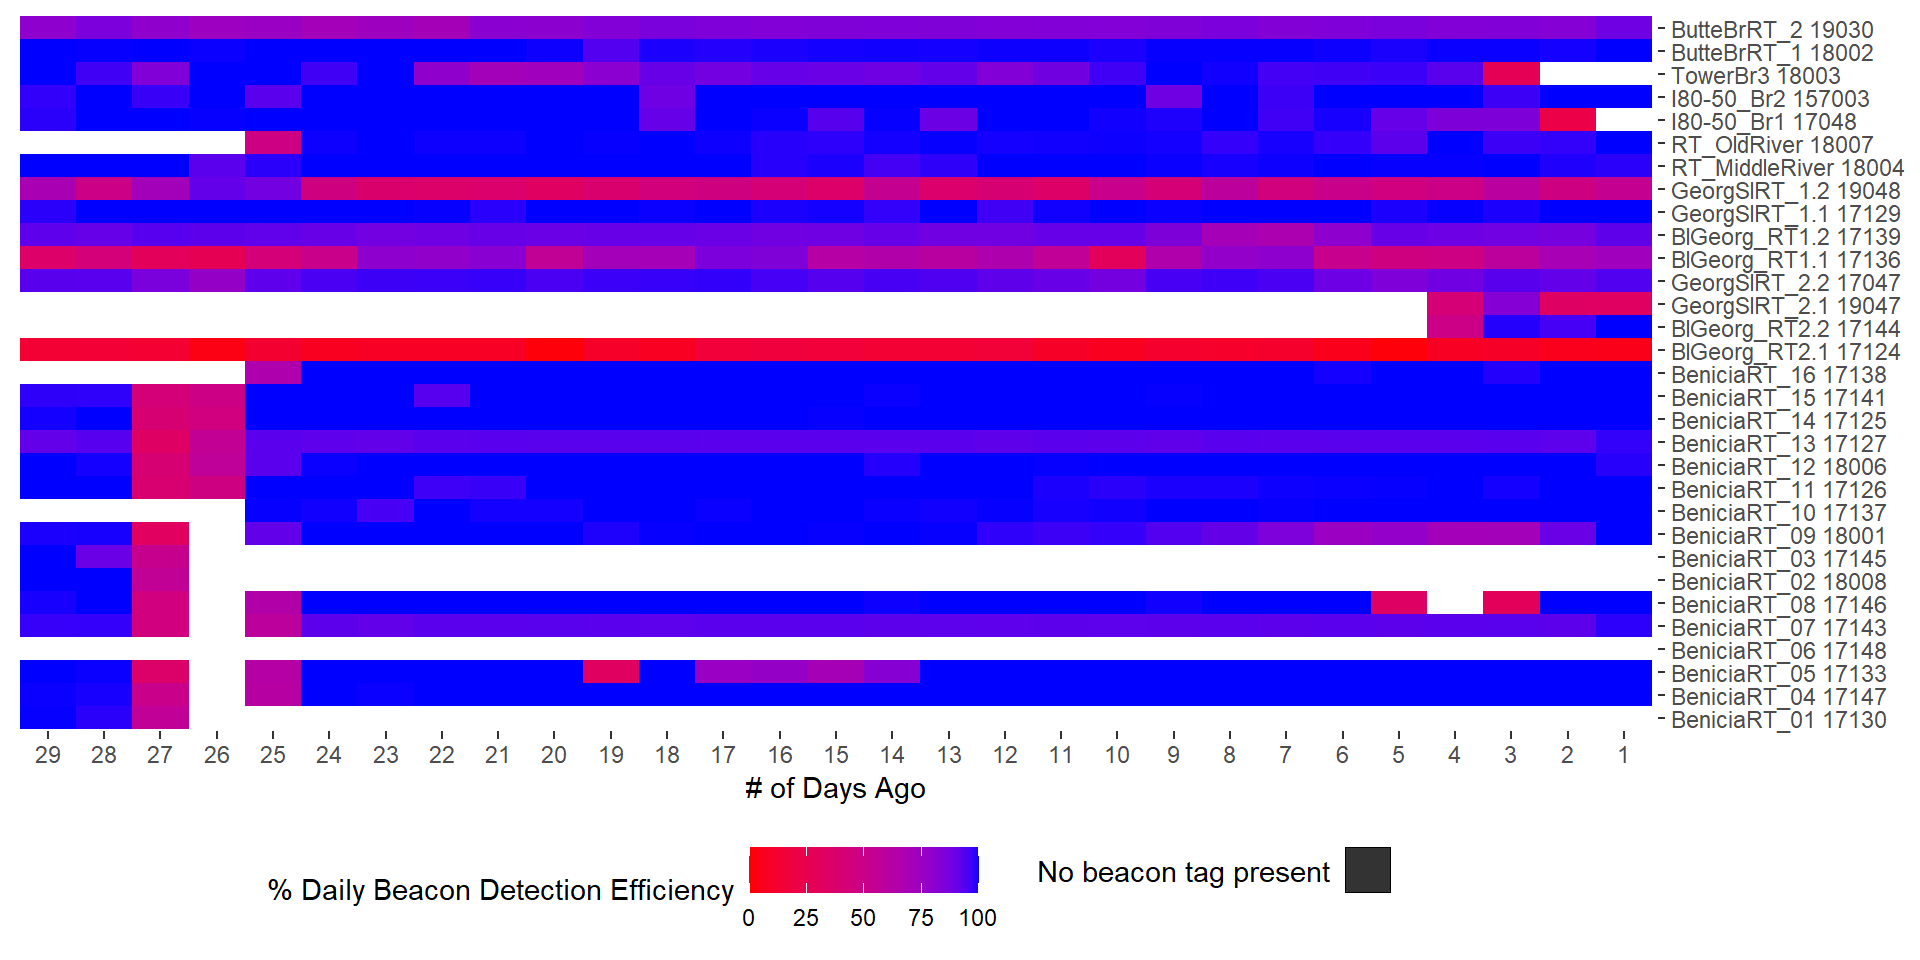 ButteBrRT_2 19030
ButteBrRT_1 18002
TowerBr3 18003
I80-50_Br2 157003
I80-50_Br1 17048
RT_OldRiver 18007
RT_MiddleRiver 18004
GeorgSlRT_1.2 19048
GeorgSlRT_1.1 17129
BlGeorg_RT1.2 17139
BlGeorg_RT1.1 17136
GeorgSlRT_2.2 17047
GeorgSlRT_2.1 19047
BlGeorg_RT2.2 17144
BlGeorg_RT2.1 17124
BeniciaRT_16 17138
BeniciaRT_15 17141
BeniciaRT_14 17125
BeniciaRT_13 17127
BeniciaRT_12 18006
BeniciaRT_11 17126
BeniciaRT_10 17137
BeniciaRT_09 18001
BeniciaRT_03 17145
BeniciaRT_02 18008
BeniciaRT_08 17146
BeniciaRT_07 17143
BeniciaRT_06 17148
BeniciaRT_05 17133
BeniciaRT_04 17147
BeniciaRT_01 17130
29 28 27 26 25 24 23 22 21 20 19 18 17 16 15 14 13 12 11 10 9 8 7 6 5 4 3 2 1
# of Days Ago
% Daily Beacon Detection Efficiency
0 25 50 75 100
No beacon tag present